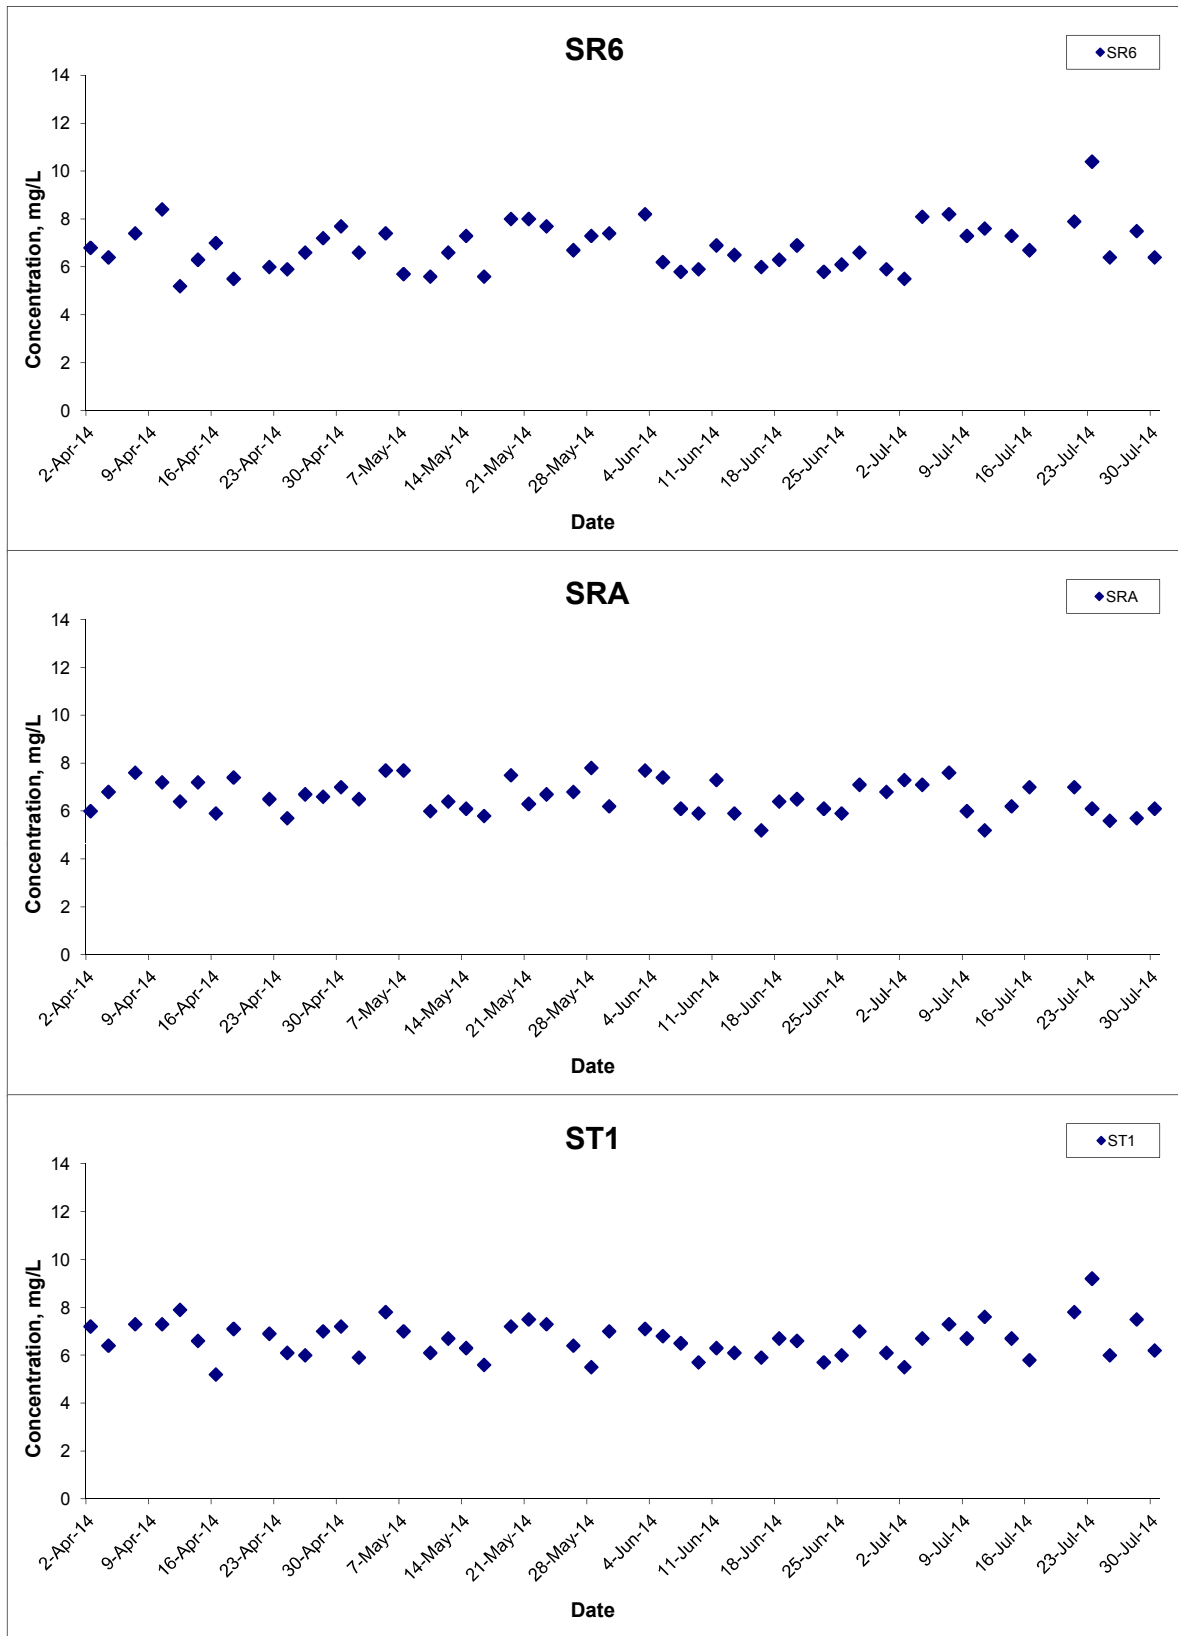 SR6
SR6
14
12
10
8
6
4
2
0
Concentration, mg/L
2-Apr-14
9-Apr-14
16-Apr-14
23-Apr-14
30-Apr-14
7-May-14
14-May-14
21-May-14
28-May-14
4-Jun-14
11-Jun-14
18-Jun-14
25-Jun-14
2-Jul-14
9-Jul-14
16-Jul-14
23-Jul-14
30-Jul-14
Date
SRA
SRA
14
12
10
8
6
4
2
0
Concentration, mg/L
2-Apr-14
9-Apr-14
16-Apr-14
23-Apr-14
30-Apr-14
7-May-14
14-May-14
21-May-14
28-May-14
4-Jun-14
11-Jun-14
18-Jun-14
25-Jun-14
2-Jul-14
9-Jul-14
16-Jul-14
23-Jul-14
30-Jul-14
Date
ST1
ST1
14
12
10
8
6
4
2
0
Concentration, mg/L
2-Apr-14
9-Apr-14
16-Apr-14
23-Apr-14
30-Apr-14
7-May-14
14-May-14
21-May-14
28-May-14
4-Jun-14
11-Jun-14
18-Jun-14
25-Jun-14
2-Jul-14
9-Jul-14
16-Jul-14
23-Jul-14
30-Jul-14
Date